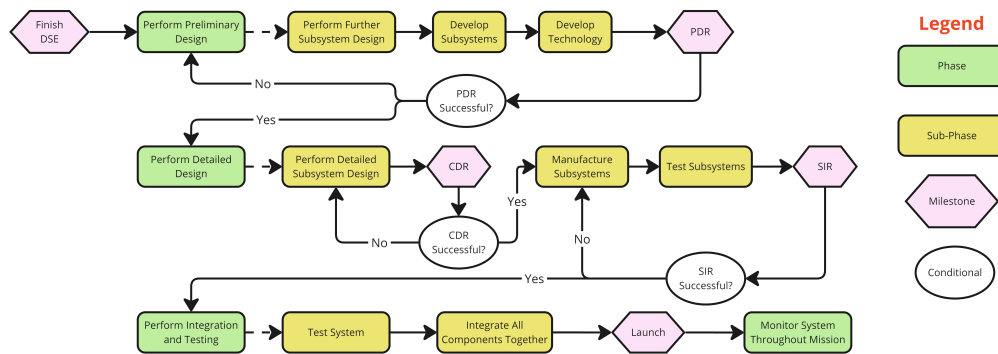 Finish
DSE
Perform Preliminary
Design
Perform Further
Subsystem Design
Develop
Subsystems
Develop
Technology
PDR
Legend
Phase
No
PDR
Successful?
Yes
Sub-Phase
Perform Detailed
Design
Perform Detailed
Subsystem Design
CDR
Manufacture
Subsystems
Test Subsystems
SIR
Yes
Milestone
No
CDR
Successful?
No
SIR
Successful?
Yes
Conditional
Perform Integration
and Testing
Test System
Integrate All
Components Together
Launch
Monitor System
Throughout Mission